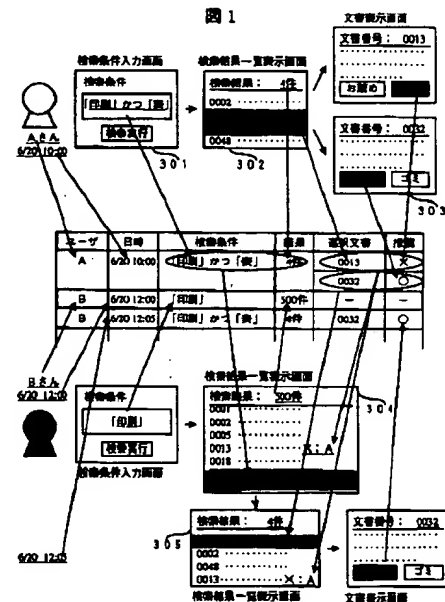 図1
文書表示画面
検索条件入力画面
検索結果一覧表示画面
文書番号： 0013
検索条件
「印刷」かつ「表」
検索実行
検索結果： 4件
0002
0048
お薦め
文書番号： 0032
ゴミ
Aさん
6/20 10:00
301
302
303
ユーザ 日時 検索条件 結果 選択文書 推薦
A 6/20 10:00 「印刷」かつ「表」 4件 0013 ×
0032 ○
B 6/20 12:00 「印刷」 500件 － －
B 6/20 12:05 「印刷」かつ「表」 4件 0032 ○
Bさん
6/20 12:00
検索結果一覧表示画面
検索条件
「印刷」
検索実行
検索条件入力画面
検索結果： 500件
304
0001
0002
0005
0013 ×：A
0018
305
検索結果： 4件
文書番号： 0032
6/20 12:05
0002
0048
0013 ×：A
ゴミ
検索結果一覧表示画面
文書表示画面